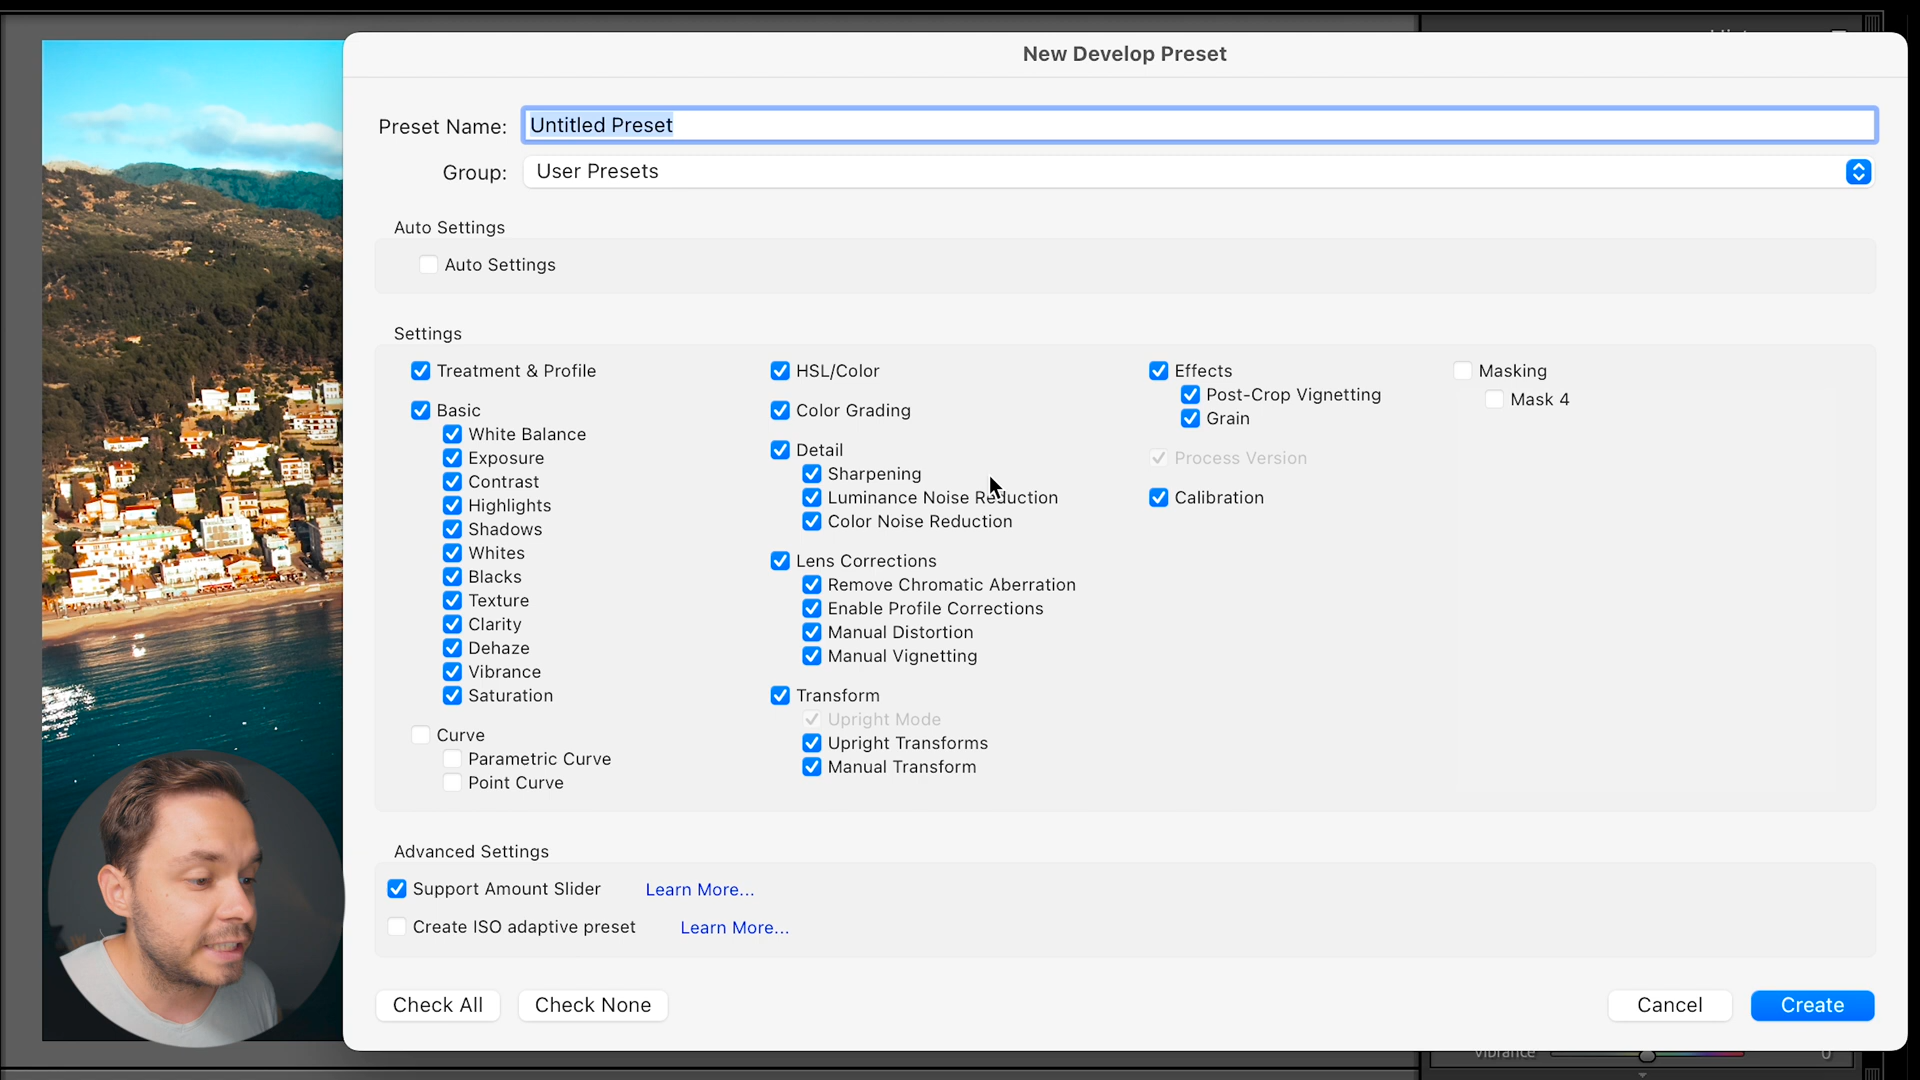 New Develop Preset
Preset Name: Untitled Preset
Group: User Presets
Auto Settings
Auto Settings
Settings
Treatment & Profile
Basic
White Balance
Exposure
Contrast
Highlights
Shadows
Whites
Blacks
Texture
Clarity
Dehaze
Vibrance
Saturation
Curve
Parametric Curve
Point Curve
HSL/Color
Color Grading
Detail
Sharpening
Luminance Noise Reduction
Color Noise Reduction
Lens Corrections
Remove Chromatic Aberration
Enable Profile Corrections
Manual Distortion
Manual Vignetting
Transform
Upright Mode
Upright Transforms
Manual Transform
Effects
Post-Crop Vignetting
Grain
Process Version
Calibration
Masking
Mask 4
Advanced Settings
Support Amount Slider Learn More...
Create ISO adaptive preset Learn More...
Check All Check None Cancel Create
Vibrance 0